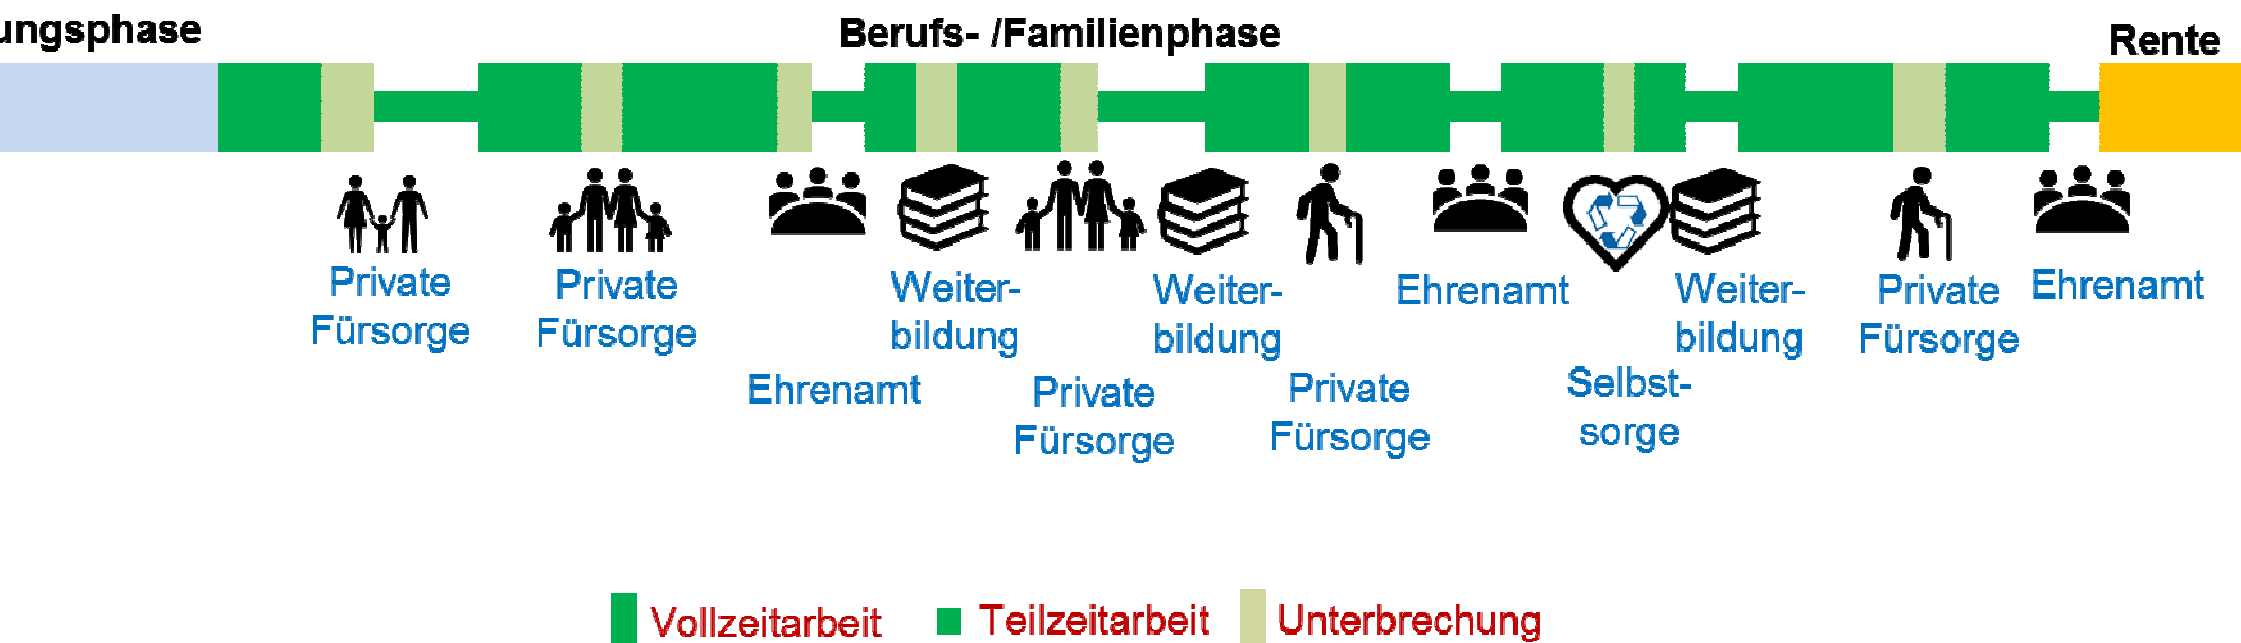 ungsphase
Berufs- /Familienphase
Rente
Private
Fürsorge
Private
Fürsorge
Ehrenamt
Weiter-
bildung
Private
Fürsorge
Weiter-
bildung
Private
Fürsorge
Ehrenamt
Selbst-
sorge
Weiter-
bildung
Private
Fürsorge
Ehrenamt
Vollzeitarbeit
Teilzeitarbeit
Unterbrechung